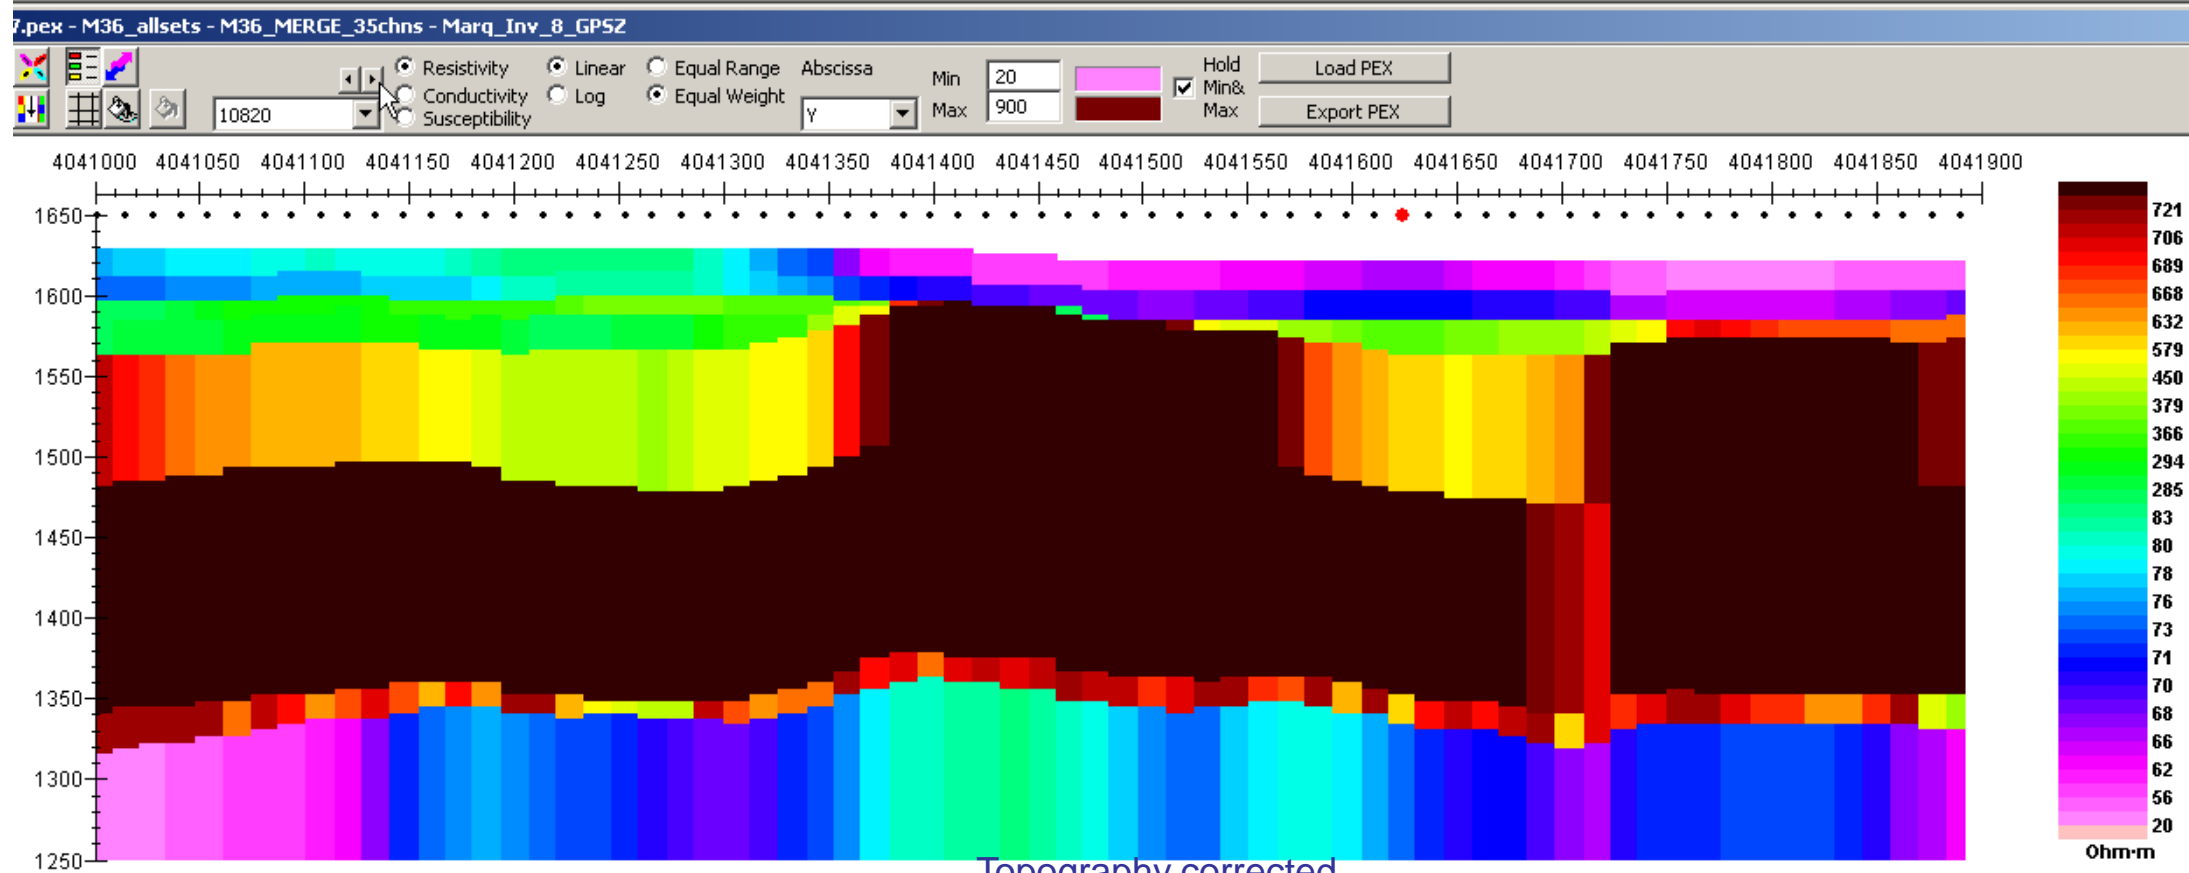 7.pex - M36_allsets - M36_MERGE_35chns - Marq_Inv_8_GPSZ
Resistivity
Linear
Equal Range
Abscissa
Min
20
Hold
Min&
Max
Load PEX
10820
Conductivity
Log
Equal Weight
Y
Max
900
Export PEX
Susceptibility
4041000 4041050 4041100 4041150 4041200 4041250 4041300 4041350 4041400 4041450 4041500 4041550 4041600 4041650 4041700 4041750 4041800 4041850 4041900
1650
1600
1550
1500
1450
1400
1350
1300
1250
721
706
689
668
632
579
450
379
366
294
285
83
80
78
76
73
71
70
68
66
62
56
20
Ohm·m
Topography corrected